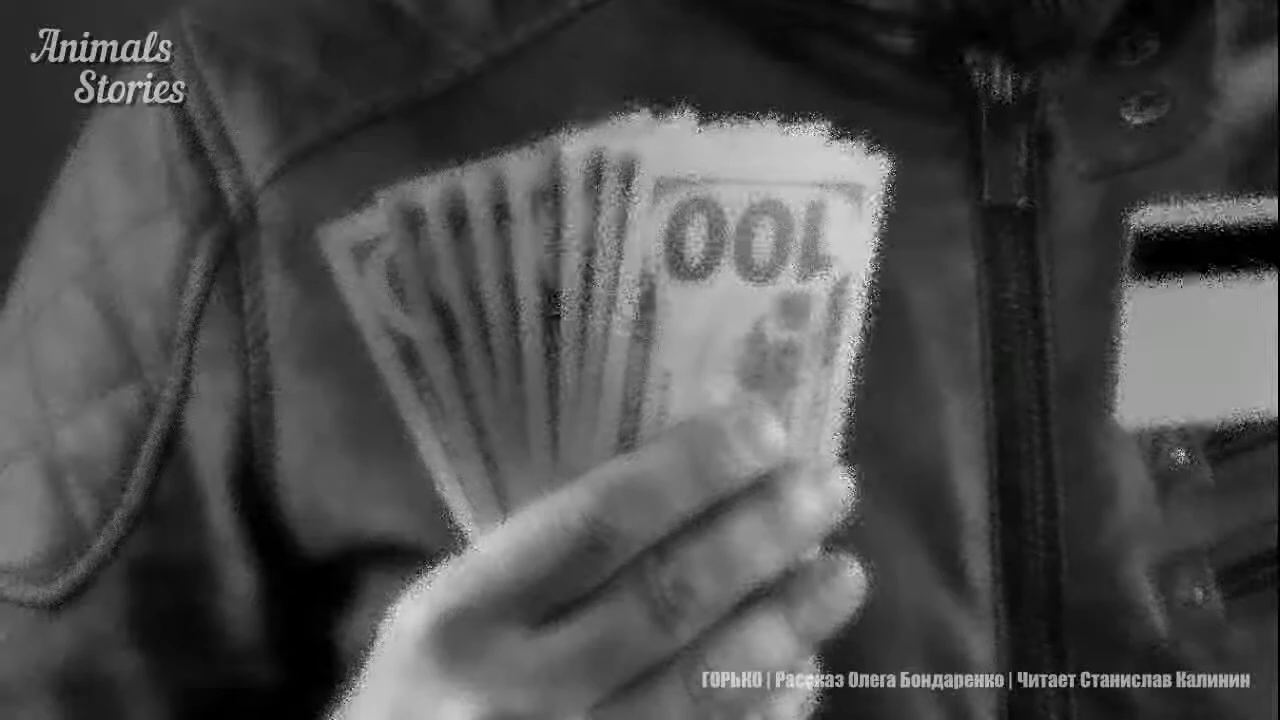 Animals
Stories
100
ГОРЬКО | Рассказ Олега Бондаренко | Читает Станислав Калинин